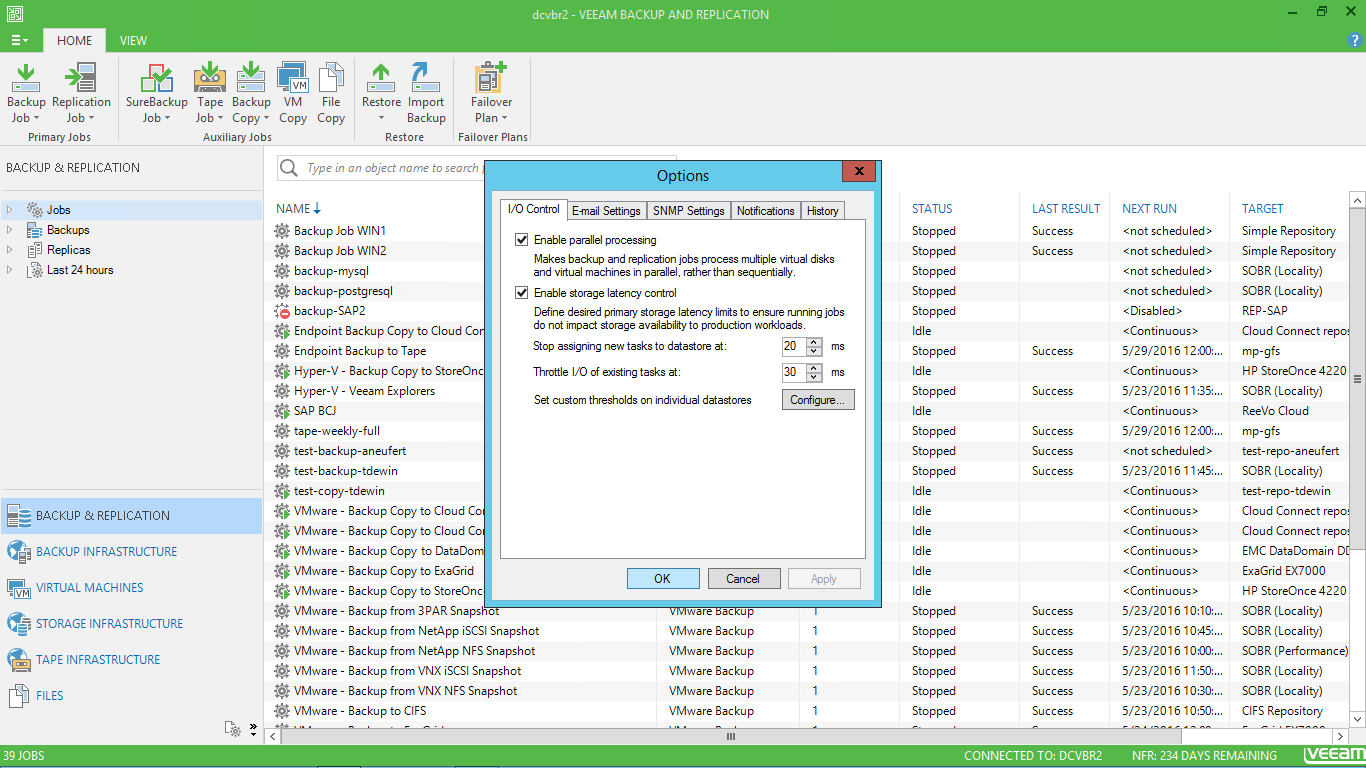 dcvbr2 - VEEAM BACKUP AND REPLICATION
HOME VIEW
Backup Job
Replication Job
SureBackup Job
Tape Job
Backup Copy
VM Copy
File Copy
Restore
Import Backup
Failover Plan
Primary Jobs
Auxiliary Jobs
Restore
Failover Plans
BACKUP & REPLICATION
Jobs
Backups
Replicas
Last 24 hours
BACKUP & REPLICATION
BACKUP INFRASTRUCTURE
VIRTUAL MACHINES
STORAGE INFRASTRUCTURE
TAPE INFRASTRUCTURE
FILES
Type in an object name to search
NAME STATUS LAST RESULT NEXT RUN TARGET
Backup Job WIN1 Stopped Success <not scheduled> Simple Repository
Backup Job WIN2 Stopped Success <not scheduled> Simple Repository
backup-mysql Stopped <not scheduled> SOBR (Locality)
backup-postgresql Stopped <not scheduled> SOBR (Locality)
backup-SAP2 Stopped <Disabled> REP-SAP
Endpoint Backup Copy to Cloud Con Idle <Continuous> Cloud Connect repos
Endpoint Backup to Tape Stopped Success 5/29/2016 12:00:... mp-gfs
Hyper-V - Backup Copy to StoreOnc Idle <Continuous> HP StoreOnce 4220
Hyper-V - Veeam Explorers Stopped Success 5/23/2016 11:35:... SOBR (Locality)
SAP BCJ Idle <Continuous> ReeVo Cloud
tape-weekly-full Stopped Success 5/29/2016 12:00:... mp-gfs
test-backup-aneufert Stopped Success <not scheduled> test-repo-aneufert
test-backup-tdewin Stopped Success 5/23/2016 11:45:... SOBR (Locality)
test-copy-tdewin Idle <Continuous> test-repo-tdewin
VMware - Backup Copy to Cloud Cor Idle <Continuous> Cloud Connect repos
VMware - Backup Copy to Cloud Cor Idle <Continuous> Cloud Connect repos
VMware - Backup Copy to DataDom Idle <Continuous> EMC DataDomain DD
VMware - Backup Copy to ExaGrid Idle <Continuous> ExaGrid EX7000
VMware - Backup Copy to StoreOnc Idle <Continuous> HP StoreOnce 4220
VMware - Backup from 3PAR Snapshot VMware Backup 1 Stopped Success 5/23/2016 10:10:... SOBR (Locality)
VMware - Backup from NetApp iSCSI Snapshot VMware Backup 1 Stopped Success 5/23/2016 10:45:... SOBR (Locality)
VMware - Backup from NetApp NFS Snapshot VMware Backup 1 Stopped Success 5/23/2016 10:00:... SOBR (Performance)
VMware - Backup from VNX iSCSI Snapshot VMware Backup 1 Stopped Success 5/23/2016 11:50:... SOBR (Locality)
VMware - Backup from VNX NFS Snapshot VMware Backup 1 Stopped Success 5/23/2016 10:30:... SOBR (Locality)
VMware - Backup to CIFS VMware Backup 1 Stopped Success 5/23/2016 10:50:... CIFS Repository
Options
I/O Control E-mail Settings SNMP Settings Notifications History
Enable parallel processing
Makes backup and replication jobs process multiple virtual disks
and virtual machines in parallel, rather than sequentially.
Enable storage latency control
Define desired primary storage latency limits to ensure running jobs
do not impact storage availability to production workloads.
Stop assigning new tasks to datastore at: 20 ms
Throttle I/O of existing tasks at: 30 ms
Set custom thresholds on individual datastores Configure...
OK Cancel Apply
39 JOBS CONNECTED TO: DCVBR2 NFR: 234 DAYS REMAINING veeam